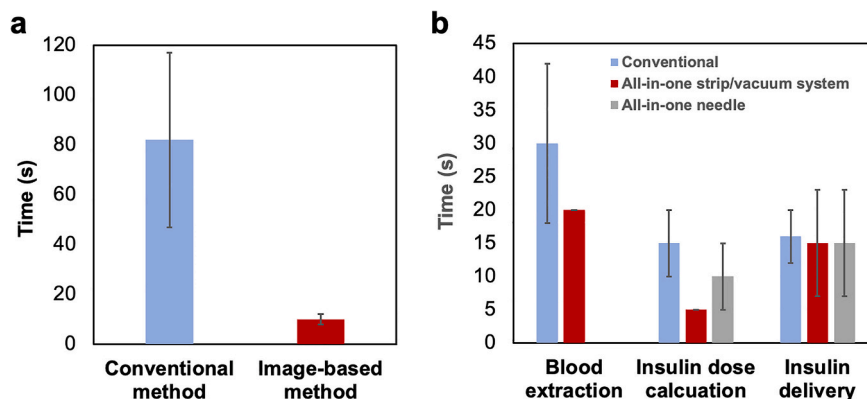 a
120
100
80
60
40
20
0
Time (s)
Conventional
method
Image-based
method
b
45
40
35
30
25
20
15
10
5
0
Time (s)
Conventional
All-in-one strip/vacuum system
All-in-one needle
Blood
extraction
Insulin dose
calcuation
Insulin
delivery